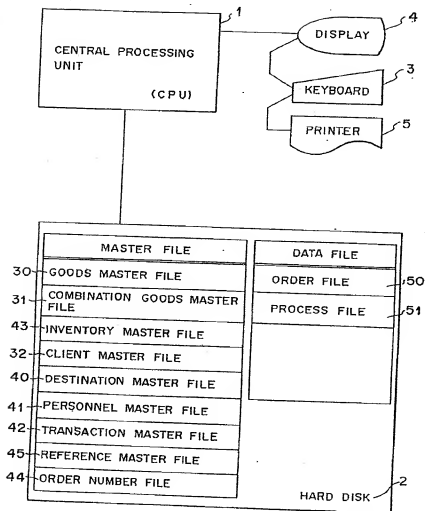 1
CENTRAL PROCESSING
UNIT
(CPU)
DISPLAY
4
KEYBOARD
3
PRINTER
5
MASTER FILE
30
GOODS MASTER FILE
31
COMBINATION GOODS MASTER
FILE
43
INVENTORY MASTER FILE
32
CLIENT MASTER FILE
40
DESTINATION MASTER FILE
41
PERSONNEL MASTER FILE
42
TRANSACTION MASTER FILE
45
REFERENCE MASTER FILE
44
ORDER NUMBER FILE
DATA FILE
ORDER FILE
50
PROCESS FILE
51
HARD DISK
2